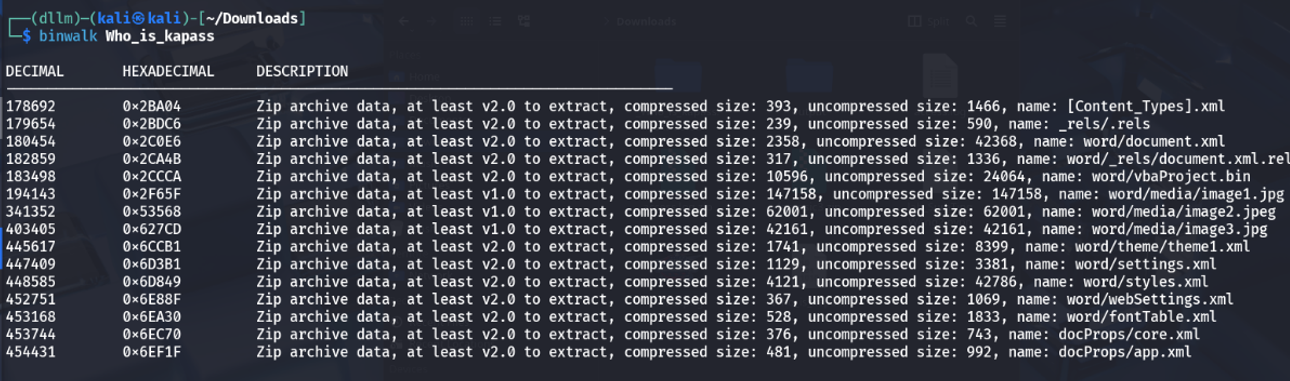 (dllm)-(kali㉿kali)-[~/Downloads]
$ binwalk Who_is_kapass
DECIMAL HEXADECIMAL DESCRIPTION
178692 0×2BA04 Zip archive data, at least v2.0 to extract, compressed size: 393, uncompressed size: 1466, name: [Content_Types].xml
179654 0×2BDC6 Zip archive data, at least v2.0 to extract, compressed size: 239, uncompressed size: 590, name: _rels/.rels
180454 0×2C0E6 Zip archive data, at least v2.0 to extract, compressed size: 2358, uncompressed size: 42368, name: word/document.xml
182859 0×2CA4B Zip archive data, at least v2.0 to extract, compressed size: 317, uncompressed size: 1336, name: word/_rels/document.xml.rel
183498 0×2CCCA Zip archive data, at least v2.0 to extract, compressed size: 10596, uncompressed size: 24064, name: word/vbaProject.bin
194143 0×2F65F Zip archive data, at least v1.0 to extract, compressed size: 147158, uncompressed size: 147158, name: word/media/image1.jpg
341352 0×53568 Zip archive data, at least v1.0 to extract, compressed size: 62001, uncompressed size: 62001, name: word/media/image2.jpeg
403405 0×627CD Zip archive data, at least v1.0 to extract, compressed size: 42161, uncompressed size: 42161, name: word/media/image3.jpg
445617 0×6CCB1 Zip archive data, at least v2.0 to extract, compressed size: 1741, uncompressed size: 8399, name: word/theme/theme1.xml
447409 0×6D3B1 Zip archive data, at least v2.0 to extract, compressed size: 1129, uncompressed size: 3381, name: word/settings.xml
448585 0×6D849 Zip archive data, at least v2.0 to extract, compressed size: 4121, uncompressed size: 42786, name: word/styles.xml
452751 0×6E88F Zip archive data, at least v2.0 to extract, compressed size: 367, uncompressed size: 1069, name: word/webSettings.xml
453168 0×6EA30 Zip archive data, at least v2.0 to extract, compressed size: 528, uncompressed size: 1833, name: word/fontTable.xml
453744 0×6EC70 Zip archive data, at least v2.0 to extract, compressed size: 376, uncompressed size: 743, name: docProps/core.xml
454431 0×6EF1F Zip archive data, at least v2.0 to extract, compressed size: 481, uncompressed size: 992, name: docProps/app.xml